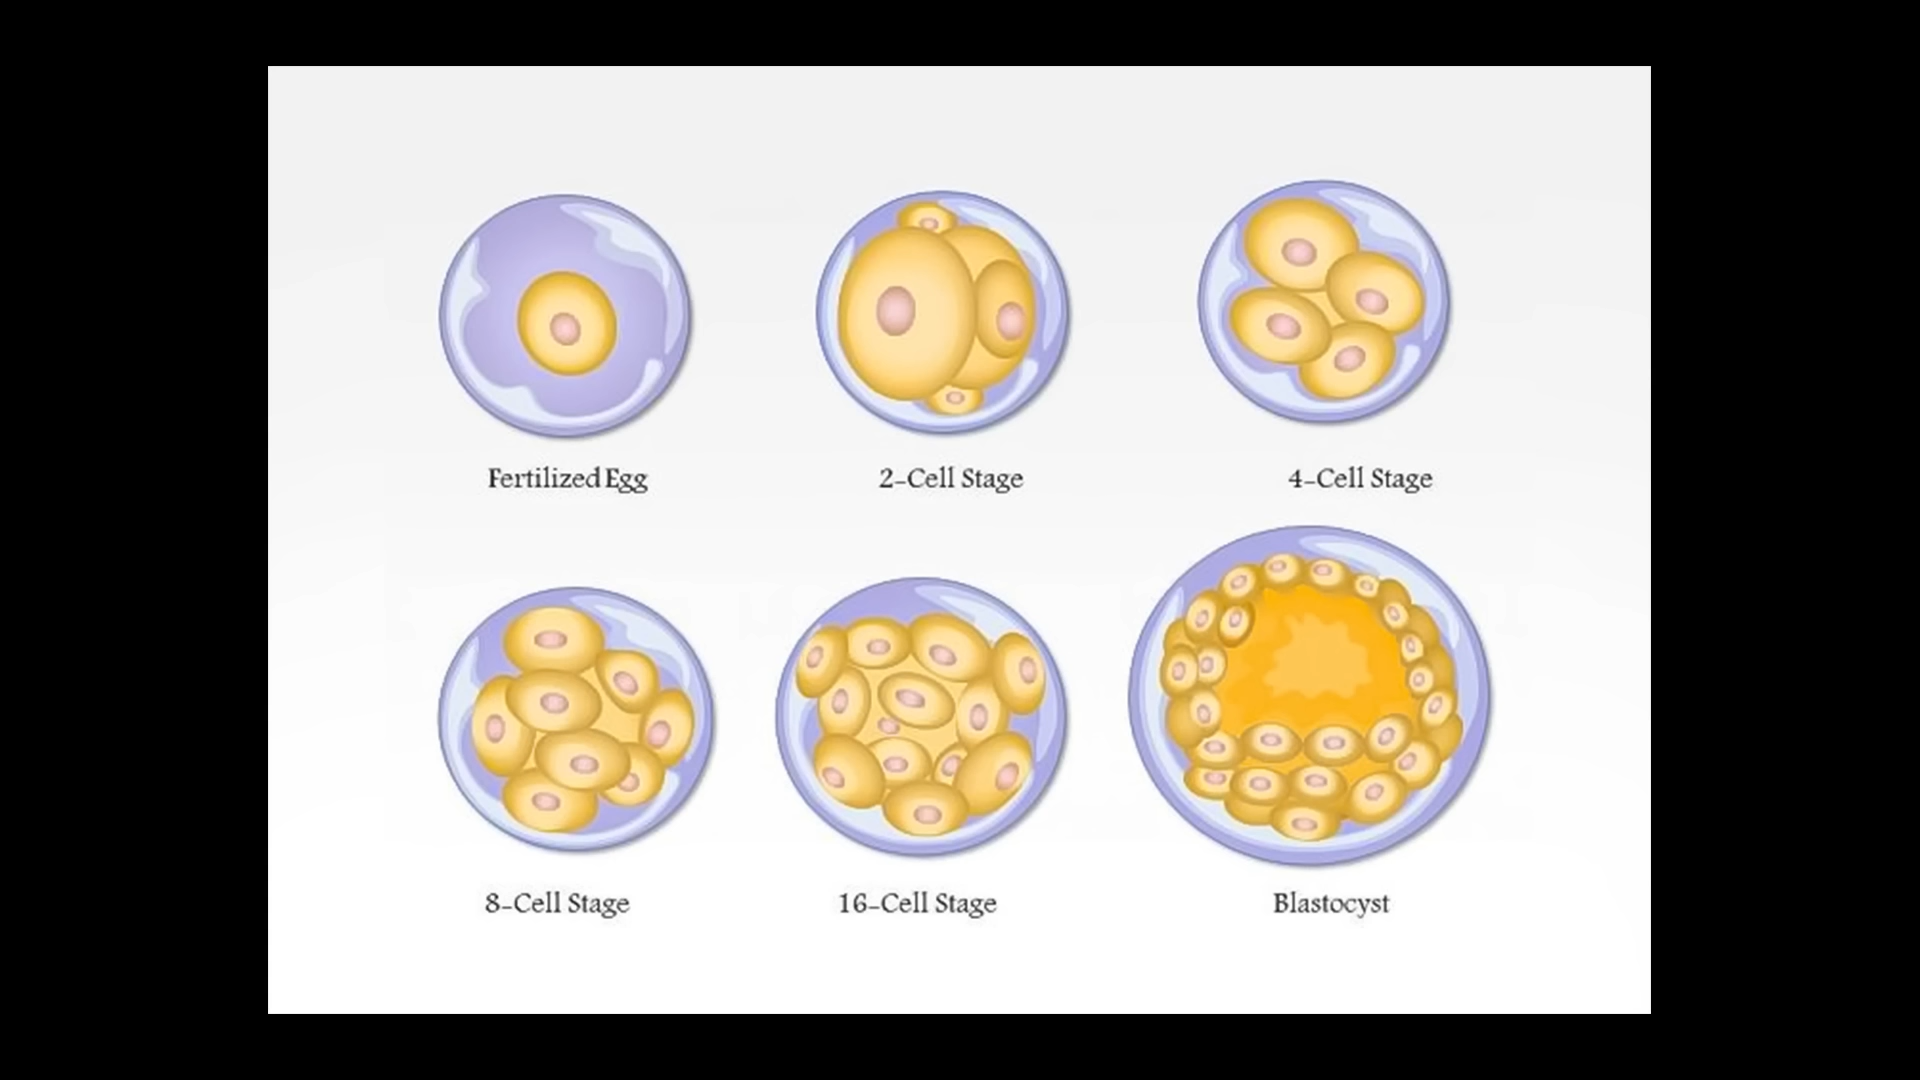 Fertilized Egg
2-Cell Stage
4-Cell Stage
8-Cell Stage
16-Cell Stage
Blastocyst